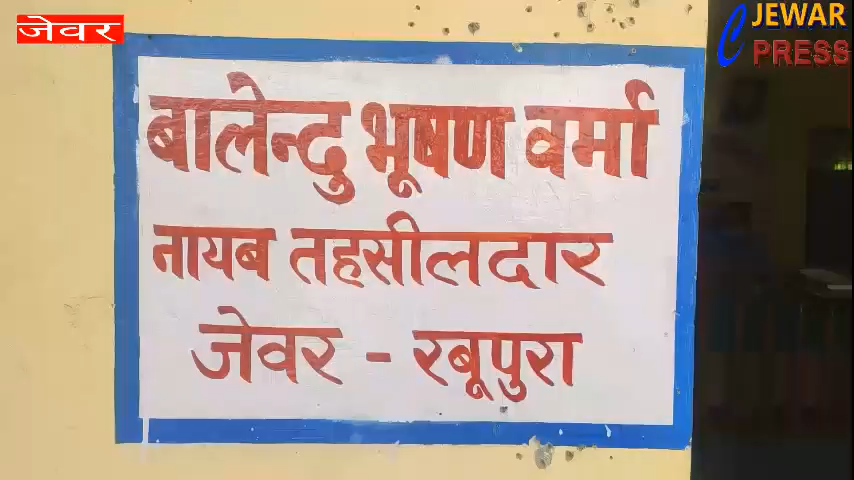 जेवर
JEWAR
C PRESS
बालेन्दु भूषण वर्मा
नायब तहसीलदार
जेवर - रबूपुरा